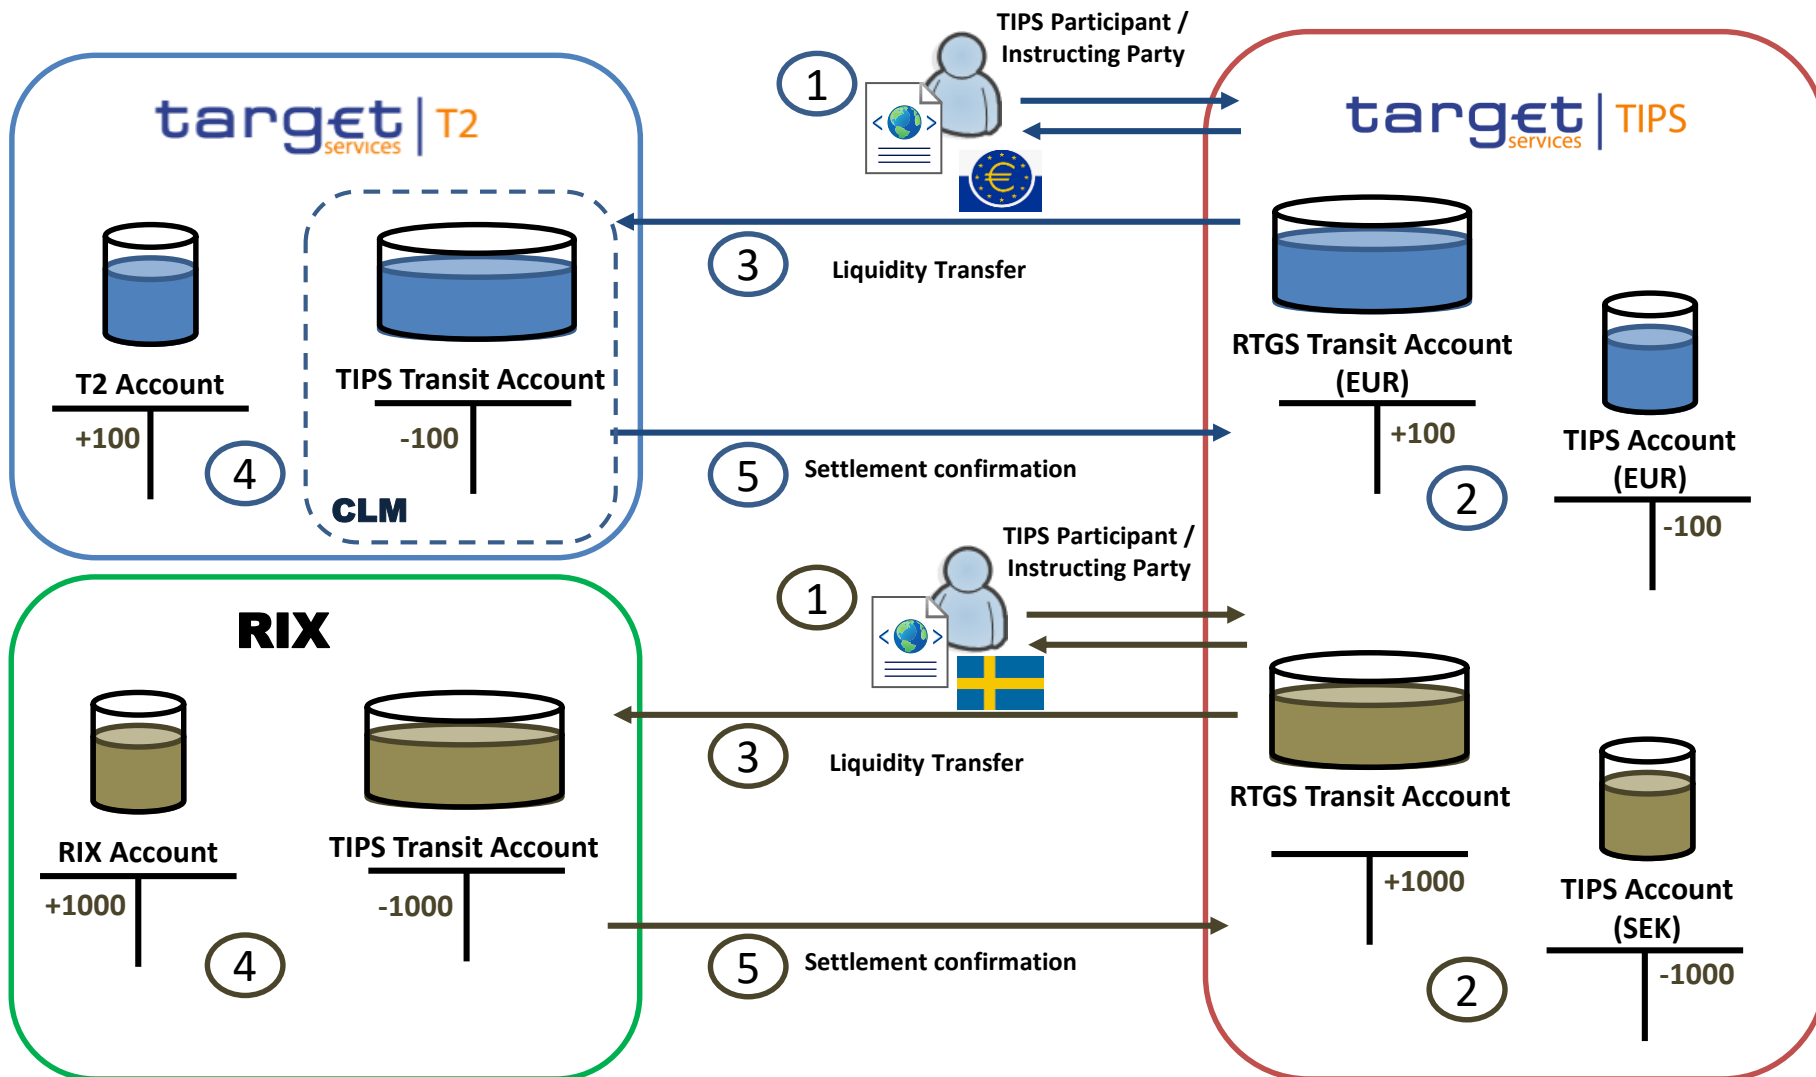 TIPS Participant /
Instructing Party
1
target | T2
services
target | TIPS
services
< >
3
Liquidity Transfer
T2 Account
+100
4
TIPS Transit Account
-100
CLM
5
Settlement confirmation
RTGS Transit Account
(EUR)
+100
2
TIPS Account
(EUR)
-100
TIPS Participant /
Instructing Party
1
< >
RIX
3
Liquidity Transfer
RIX Account
+1000
4
TIPS Transit Account
-1000
5
Settlement confirmation
RTGS Transit Account
+1000
2
TIPS Account
(SEK)
-1000